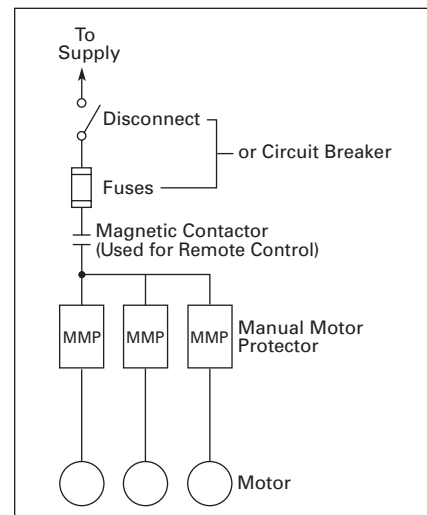 To
Supply
Disconnect
or Circuit Breaker
Fuses
Magnetic Contactor
(Used for Remote Control)
MMP MMP MMP Manual Motor
Protector
Motor